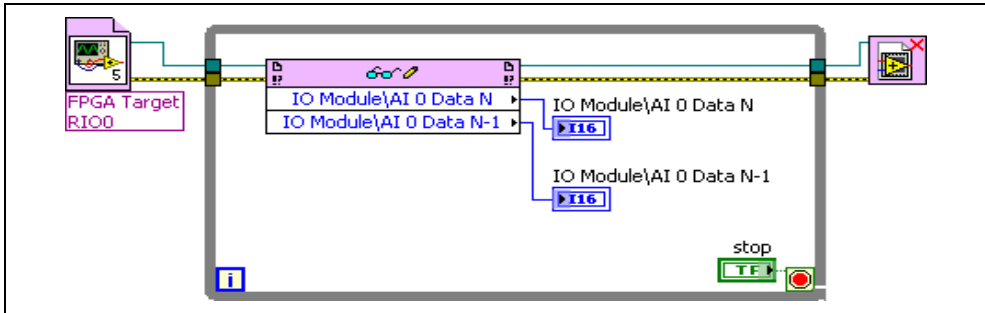 5
FPGA Target
RIO0
IO Module\AI 0 Data N
IO Module\AI 0 Data N-1
IO Module\AI 0 Data N
I16
IO Module\AI 0 Data N-1
I16
stop
TF
i